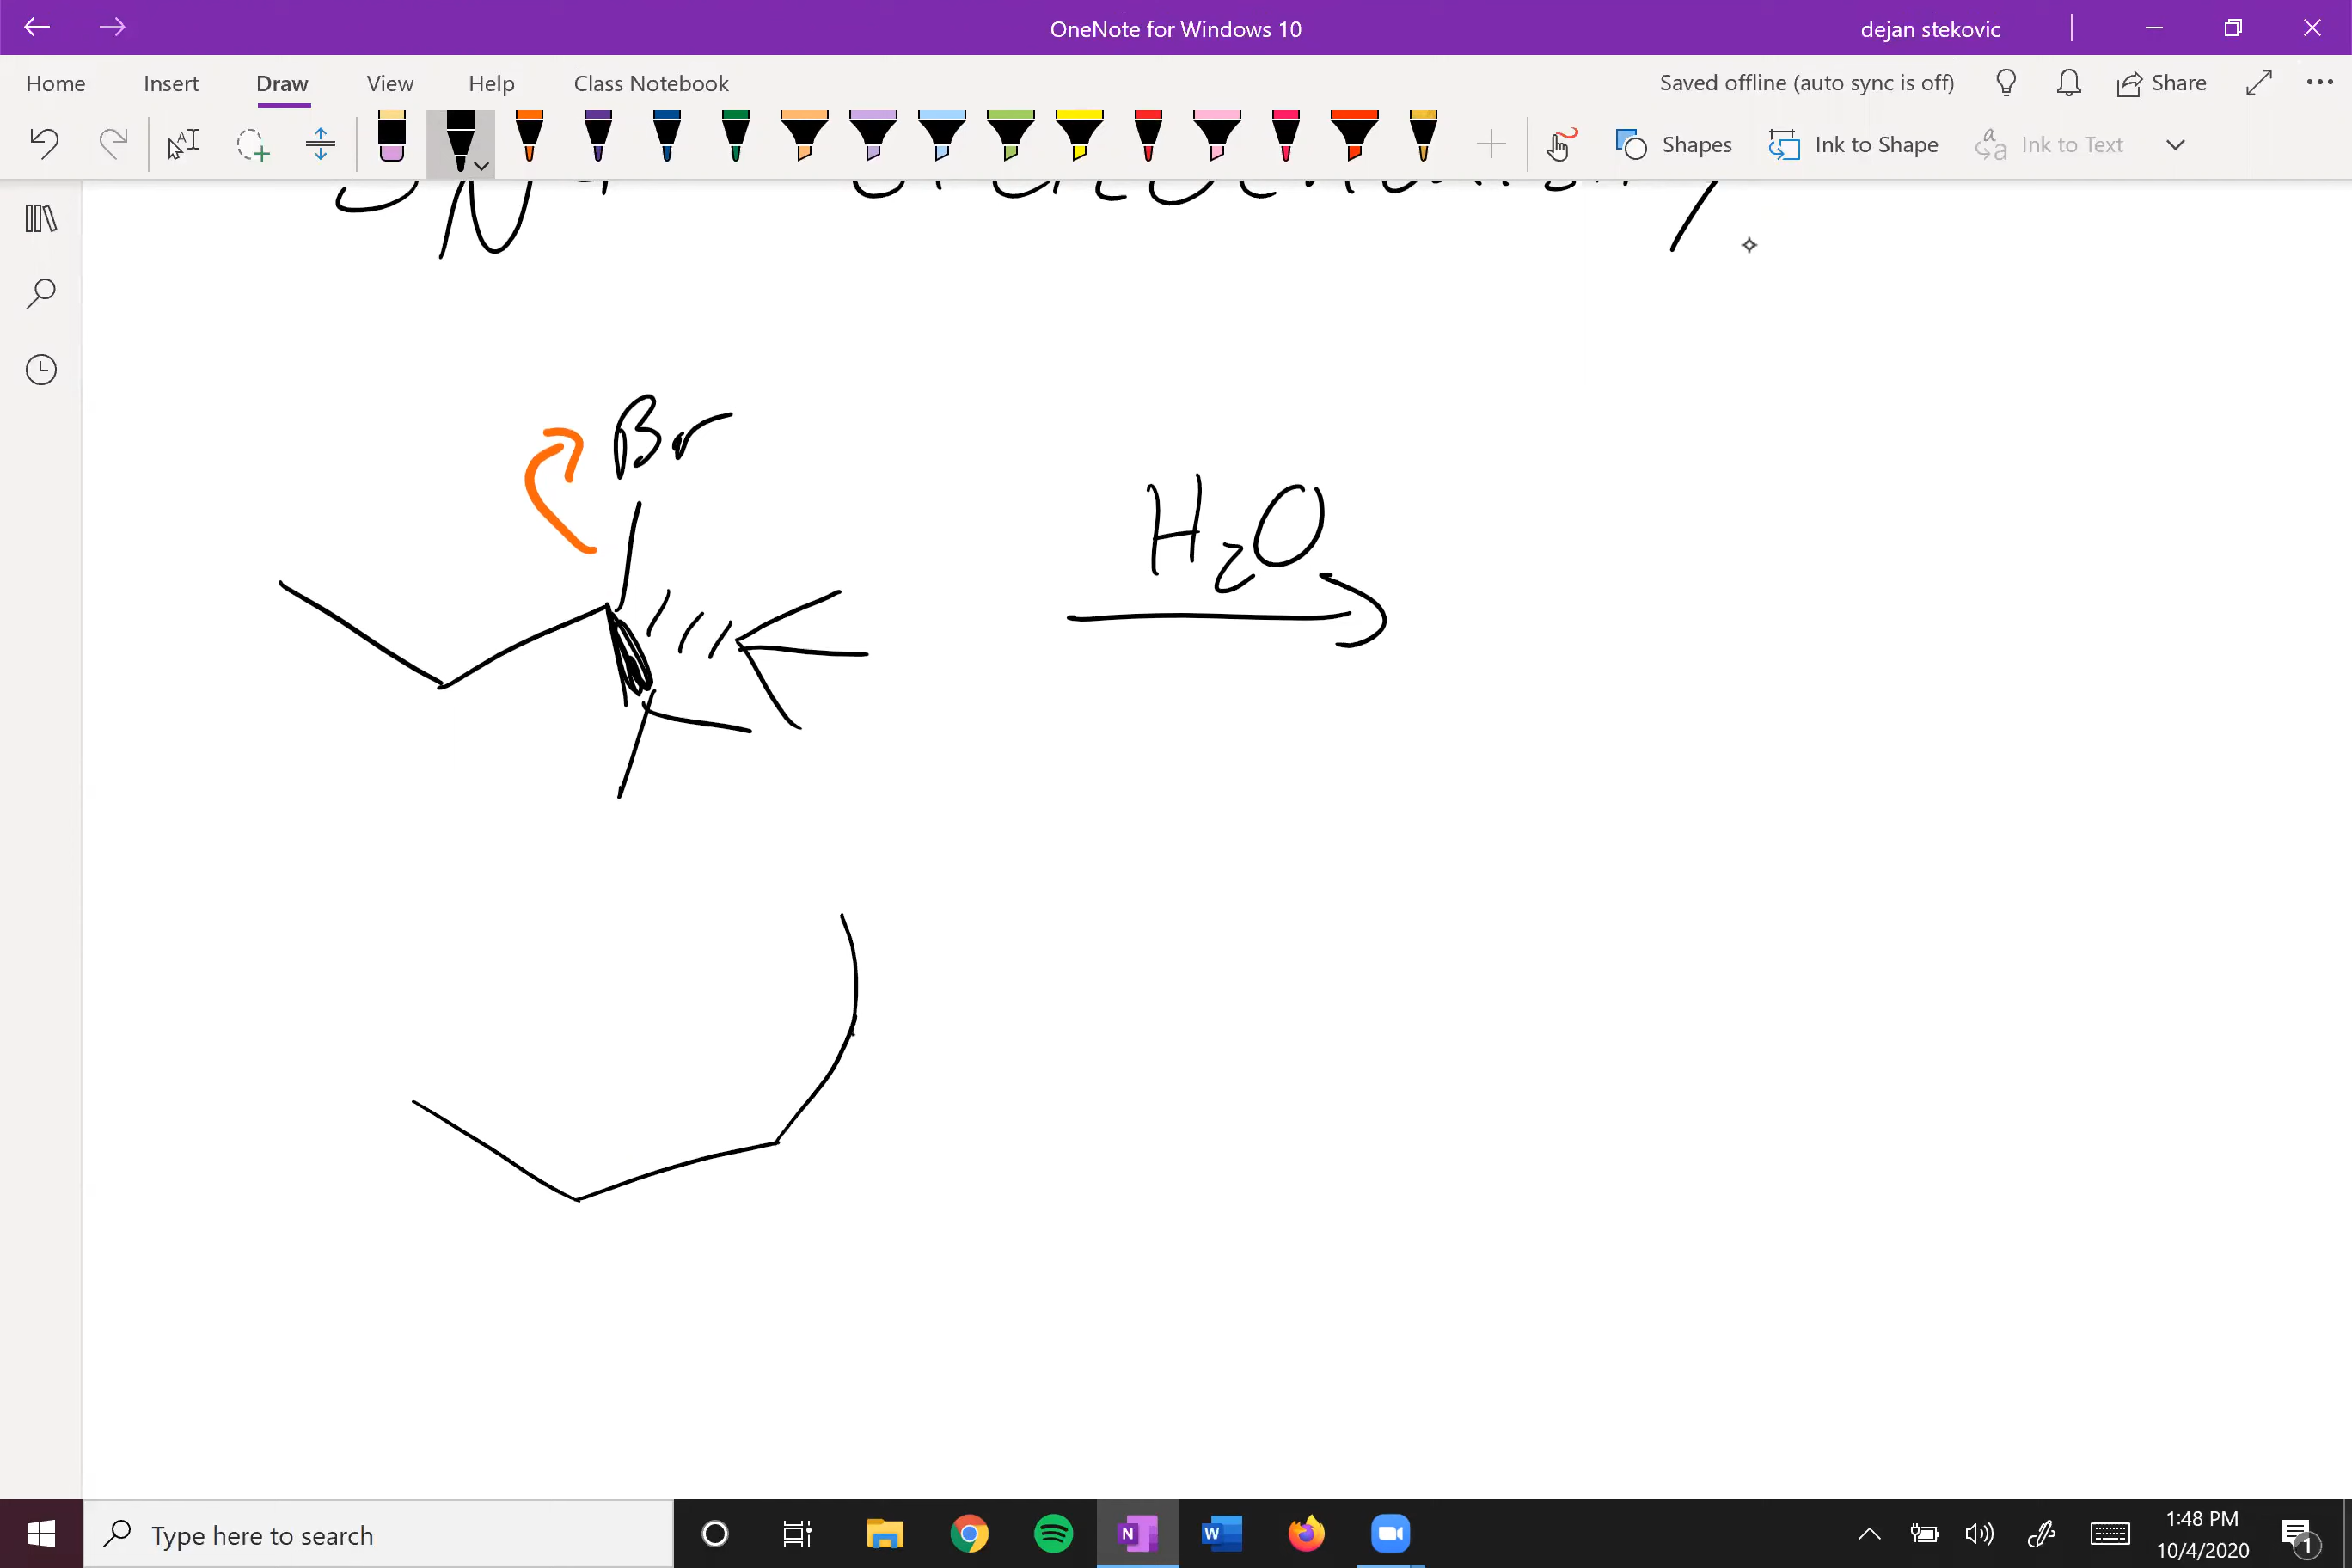 OneNote for Windows 10
dejan stekovic
Home Insert Draw View Help Class Notebook
Saved offline (auto sync is off) Share
Shapes Ink to Shape Ink to Text
Br
H2O
Type here to search
1:48 PM
10/4/2020
1